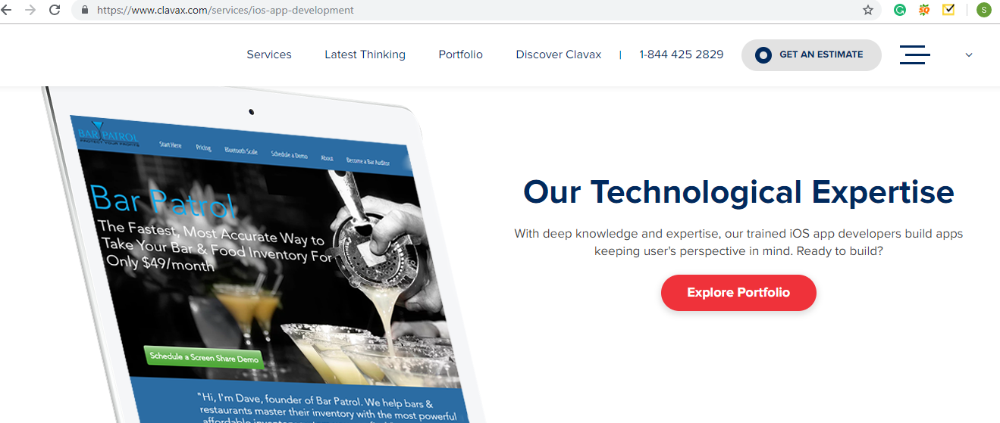 https://www.clavax.com/services/ios-app-development
S
Services Latest Thinking Portfolio Discover Clavax | 1-844 425 2829 GET AN ESTIMATE
BAR PATROL
PROTECT YOUR PROFITS
Start Here Pricing Bluetooth Scale Schedule a Demo About Become a Bar Auditor
Bar Patrol
The Fastest, Most Accurate Way to
Take Your Bar & Food Inventory For
Only $49/month
Schedule a Screen Share Demo
"Hi, I'm Dave, founder of Bar Patrol. We help bars &
restaurants master their inventory with the most powerful
Our Technological Expertise
With deep knowledge and expertise, our trained iOS app developers build apps
keeping user's perspective in mind. Ready to build?
Explore Portfolio